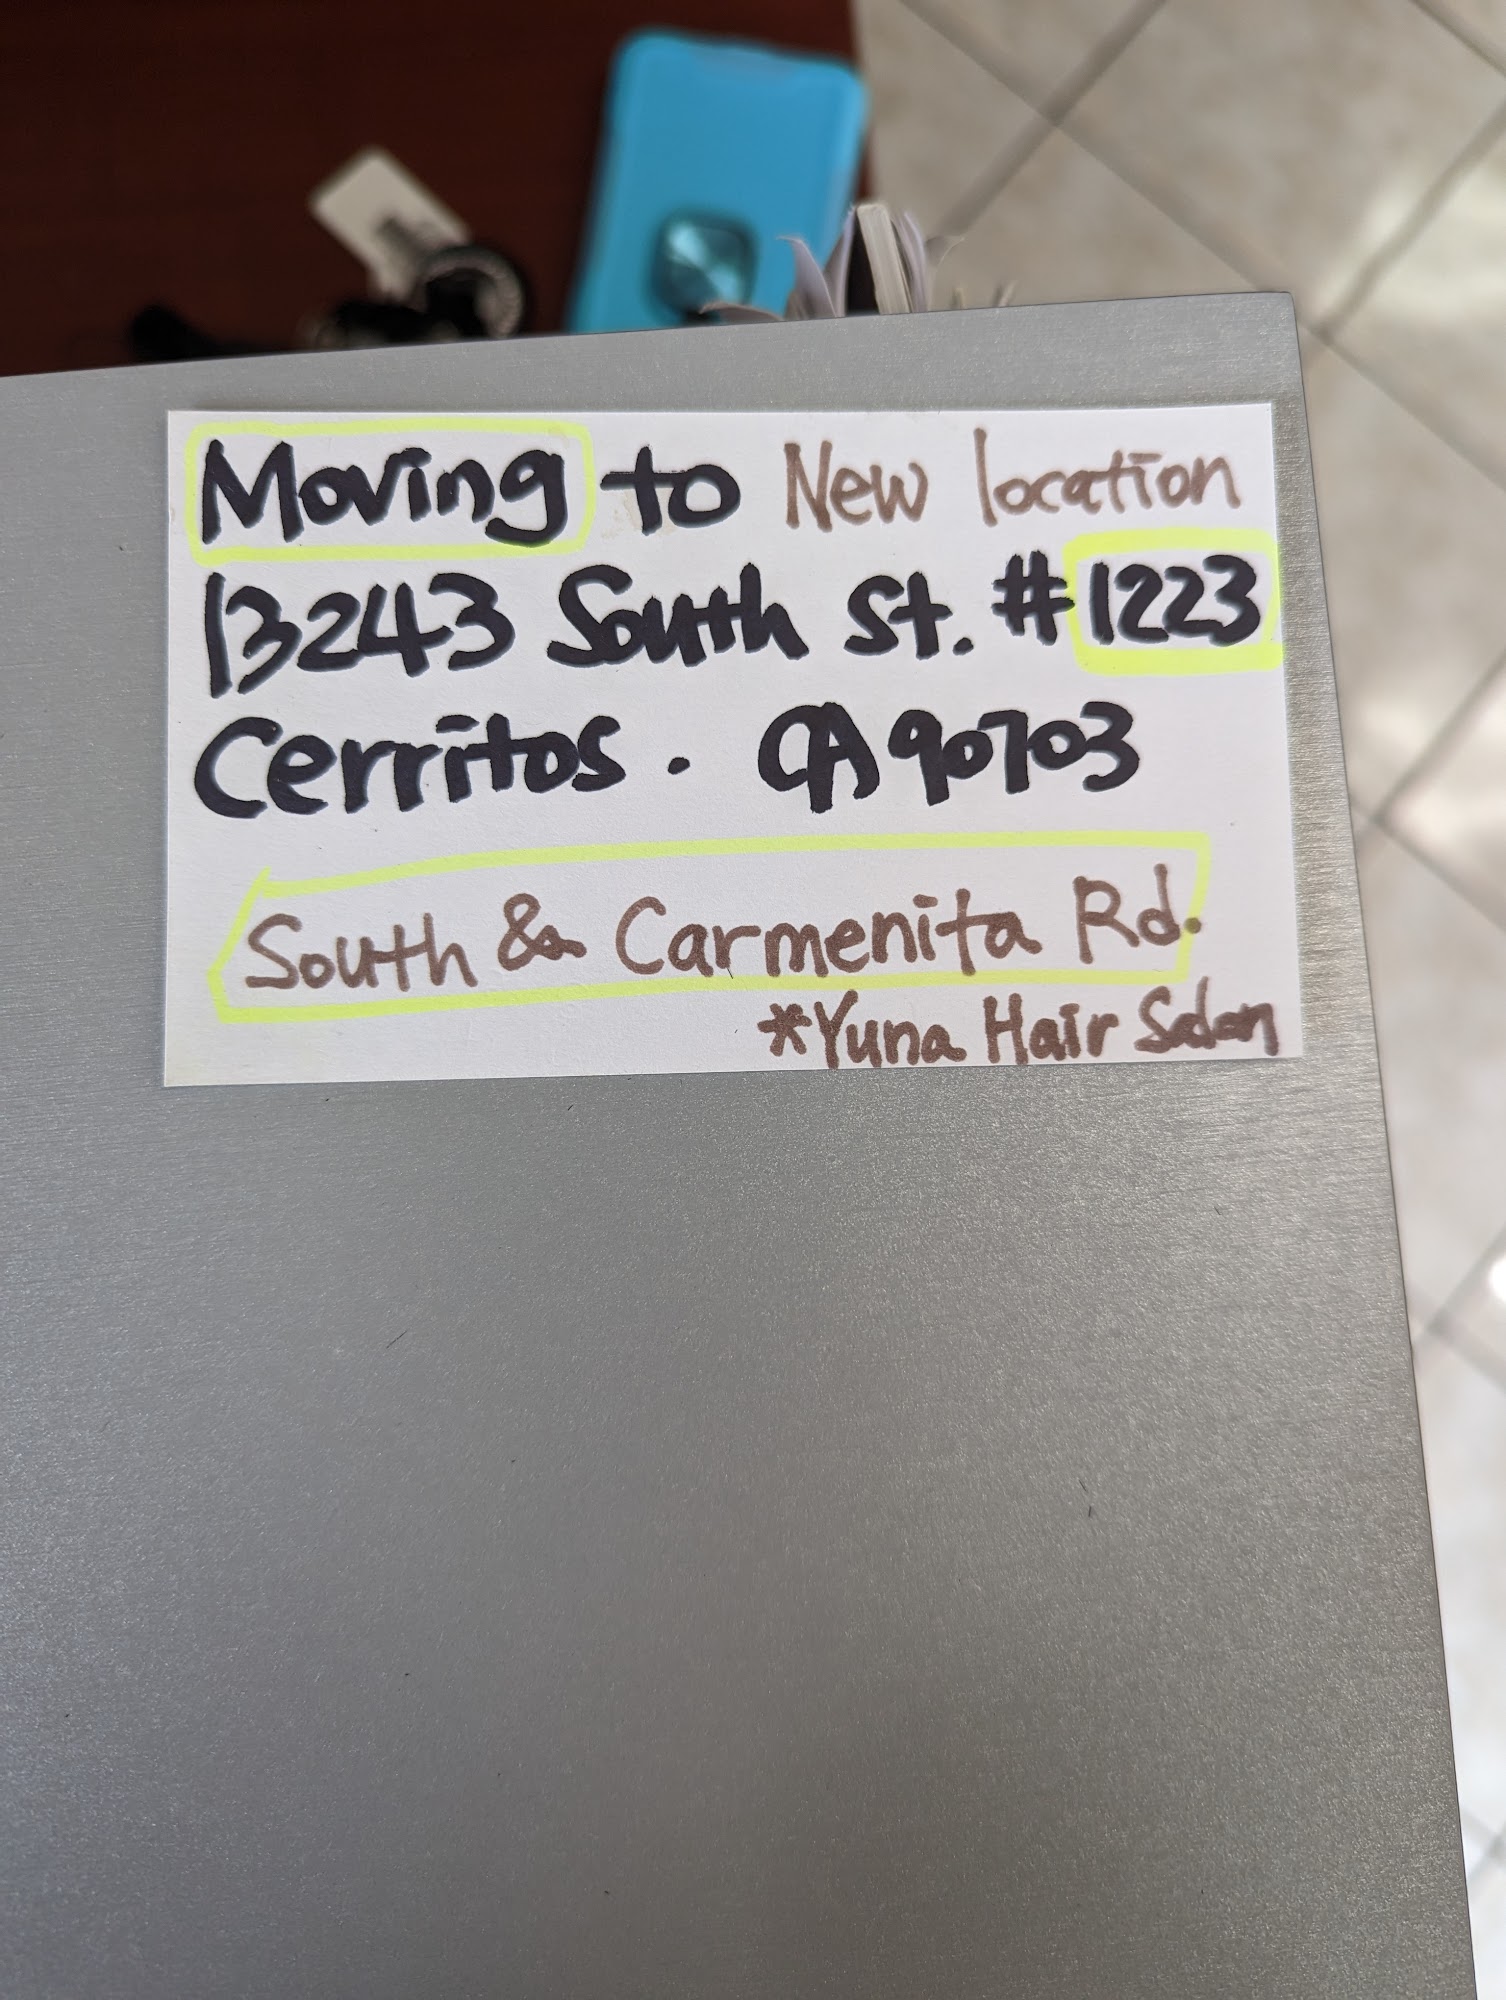 Moving to New location
13243 South St. #1223
Cerritos. CA 90703
South & Carmenita Rd.
*Yuna Hair Salon